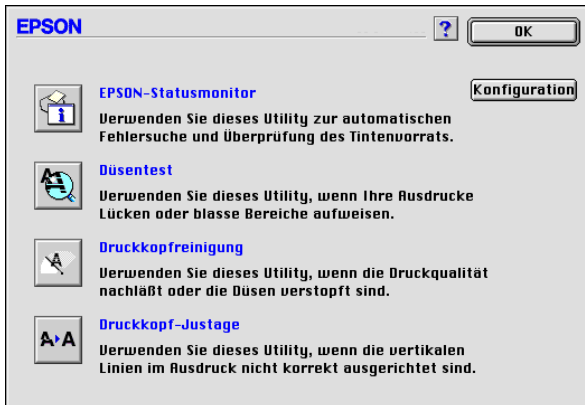 EPSON
?
OK
Konfiguration
EPSON-Statusmonitor
Verwenden Sie dieses Utility zur automatischen
Fehlersuche und Überprüfung des Tintenvorrats.
Düsentest
Verwenden Sie dieses Utility, wenn Ihre Ausdrucke
Lücken oder blasse Bereiche aufweisen.
Druckkopfreinigung
Verwenden Sie dieses Utility, wenn die Druckqualität
nachläßt oder die Düsen verstopft sind.
Druckkopf-Justage
Verwenden Sie dieses Utility, wenn die vertikalen
Linien im Ausdruck nicht korrekt ausgerichtet sind.